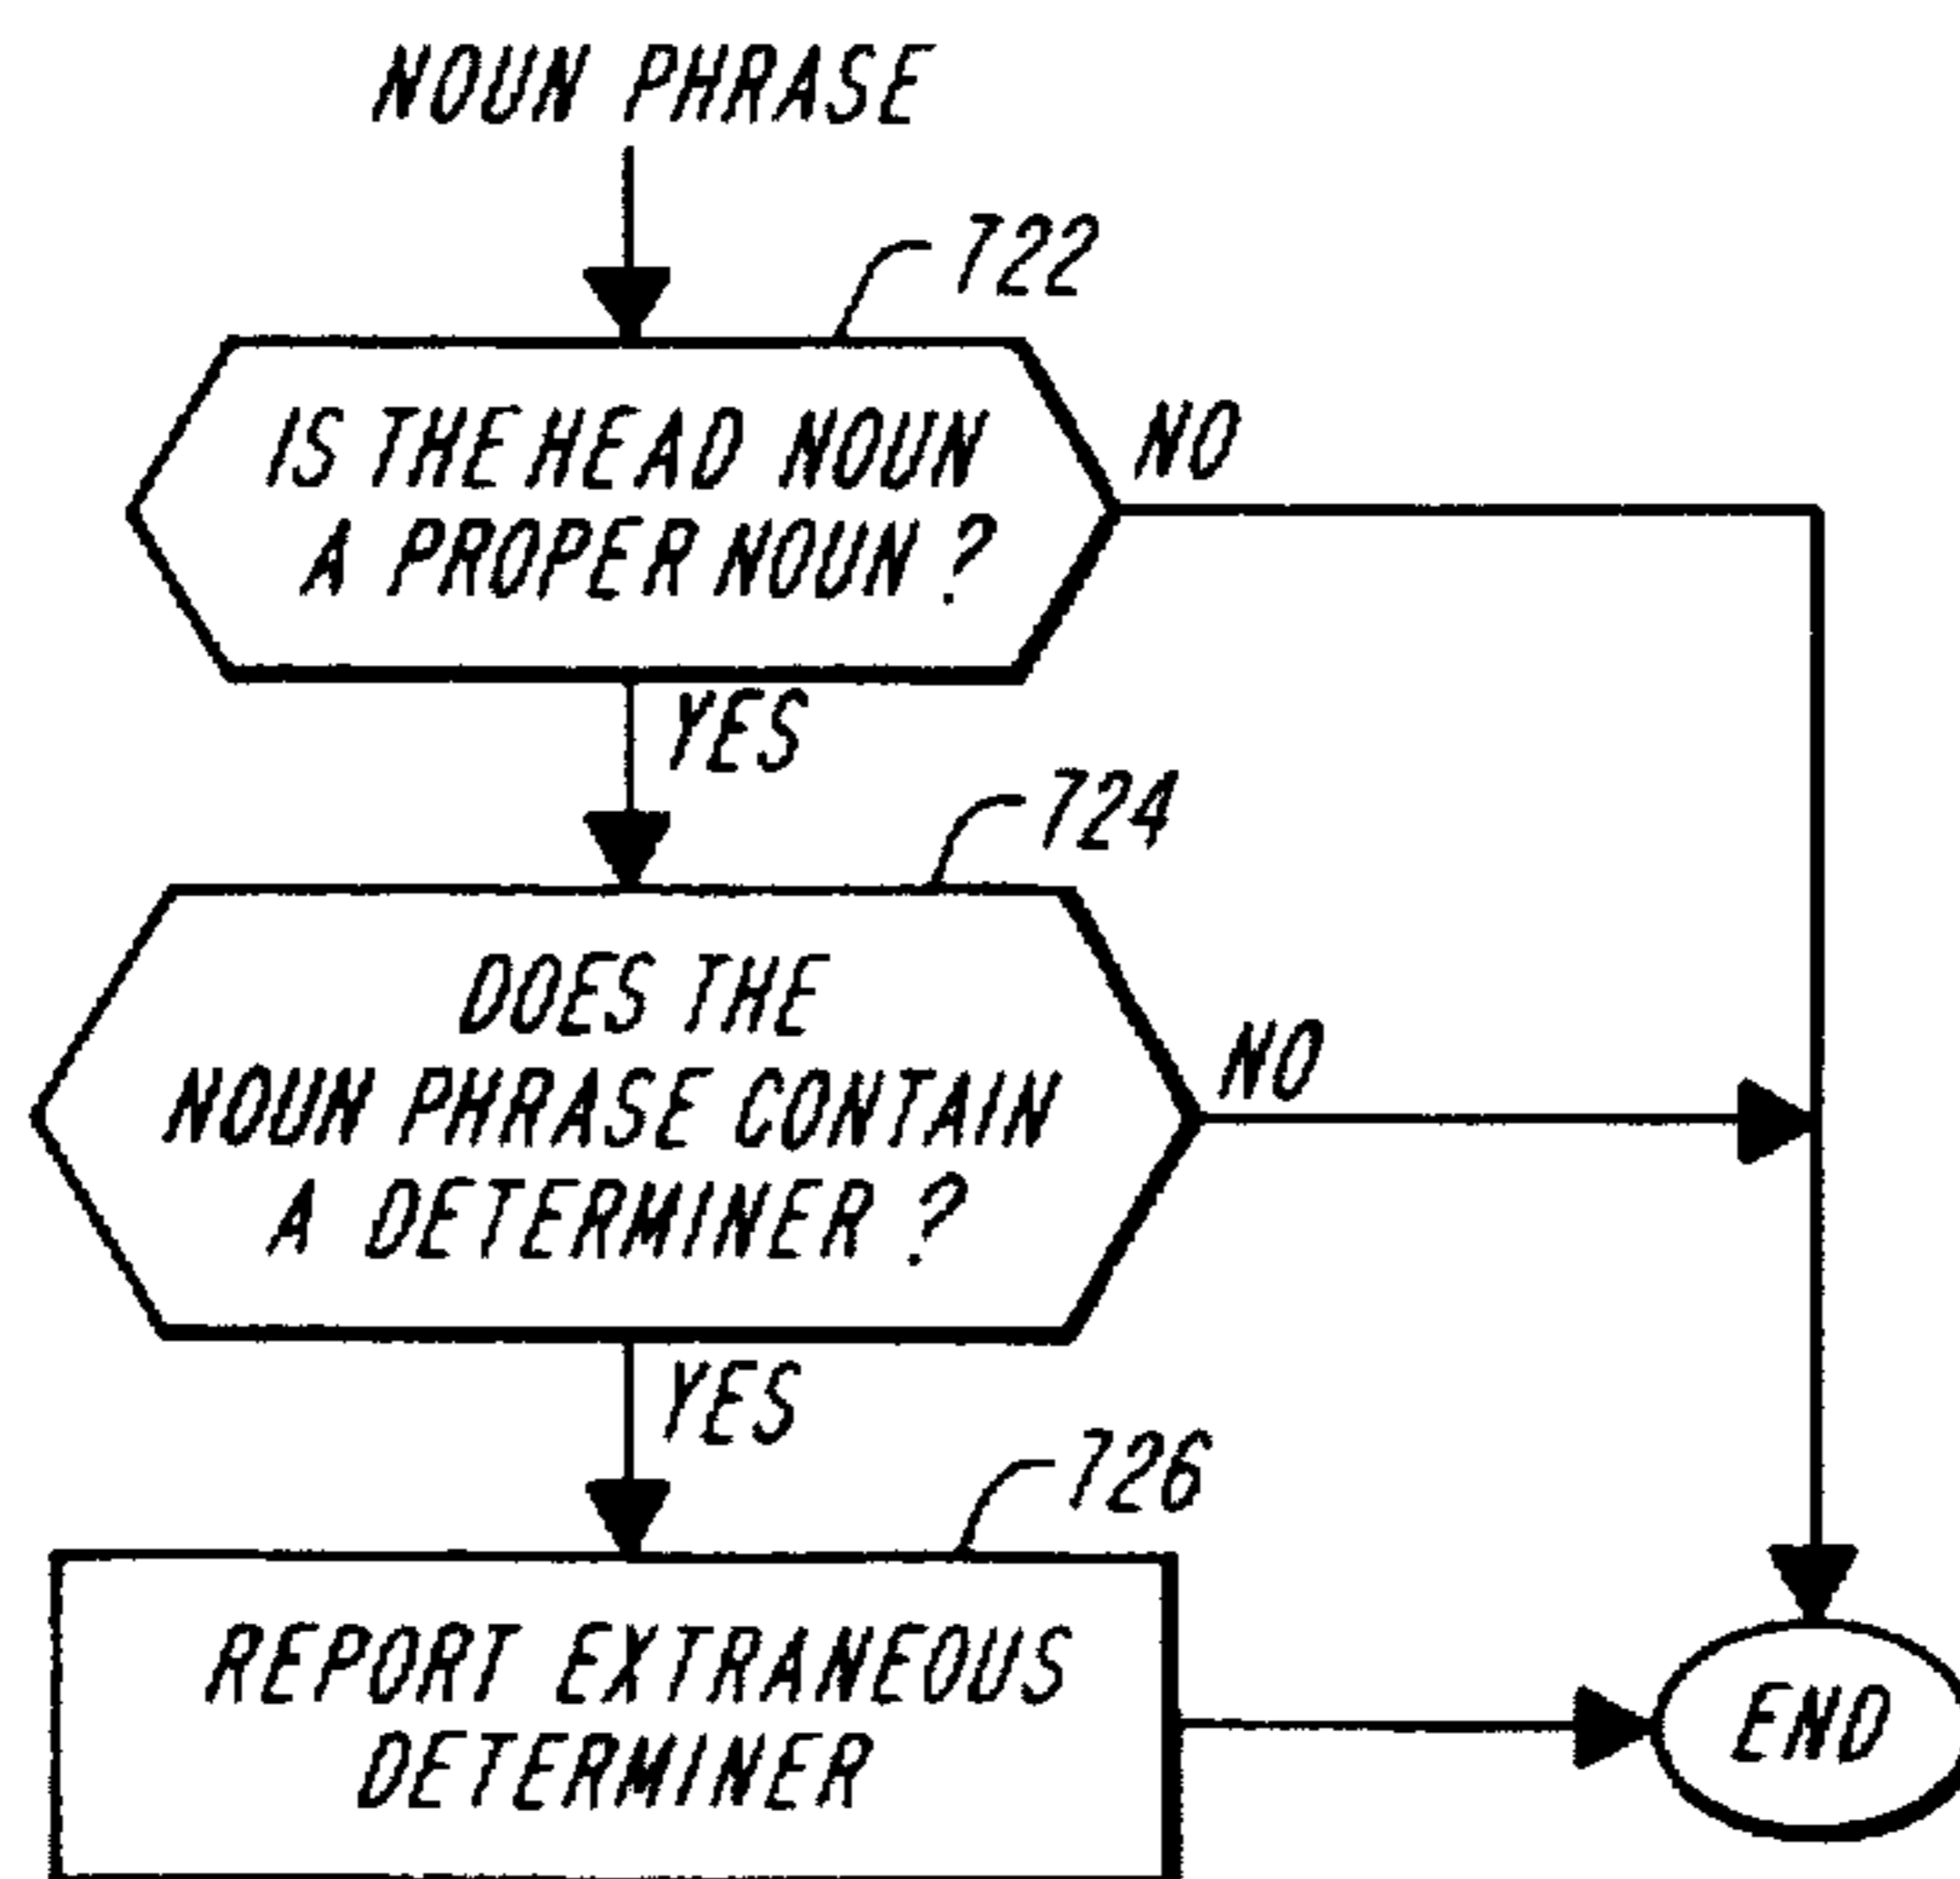 NOUN PHRASE
722
IS THE HEAD NOUN
A PROPER NOUN ?
NO
YES
724
DOES THE
NOUN PHRASE CONTAIN
A DETERMINER ?
NO
YES
726
REPORT EXTRANEOUS
DETERMINER
END